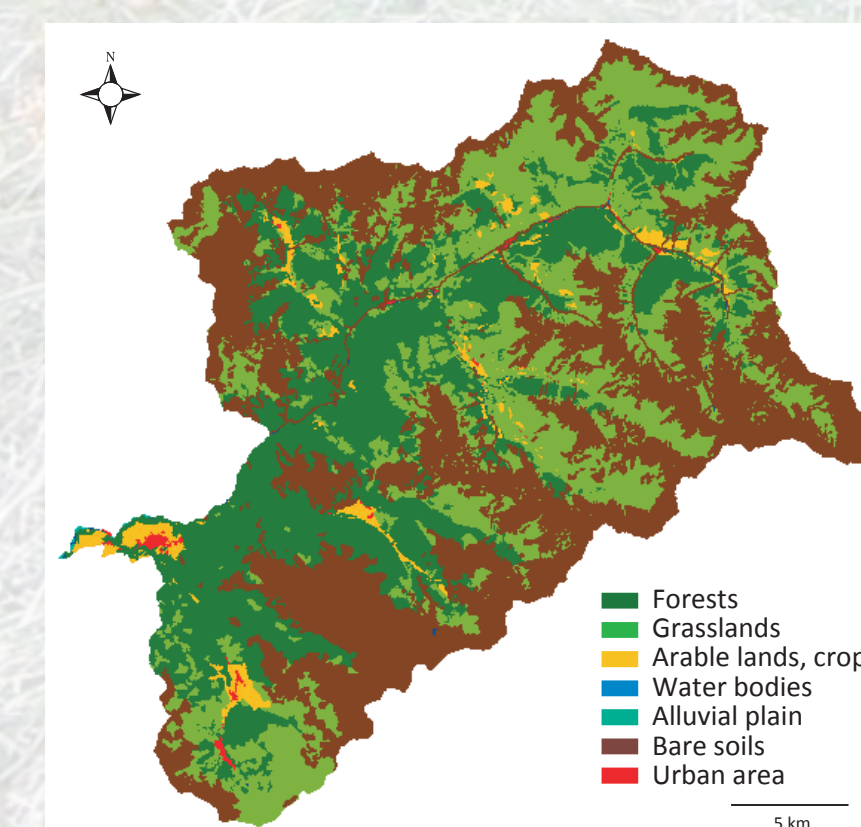 N
Forests
Grasslands
Arable lands, crop
Water bodies
Alluvial plain
Bare soils
Urban area
5 km